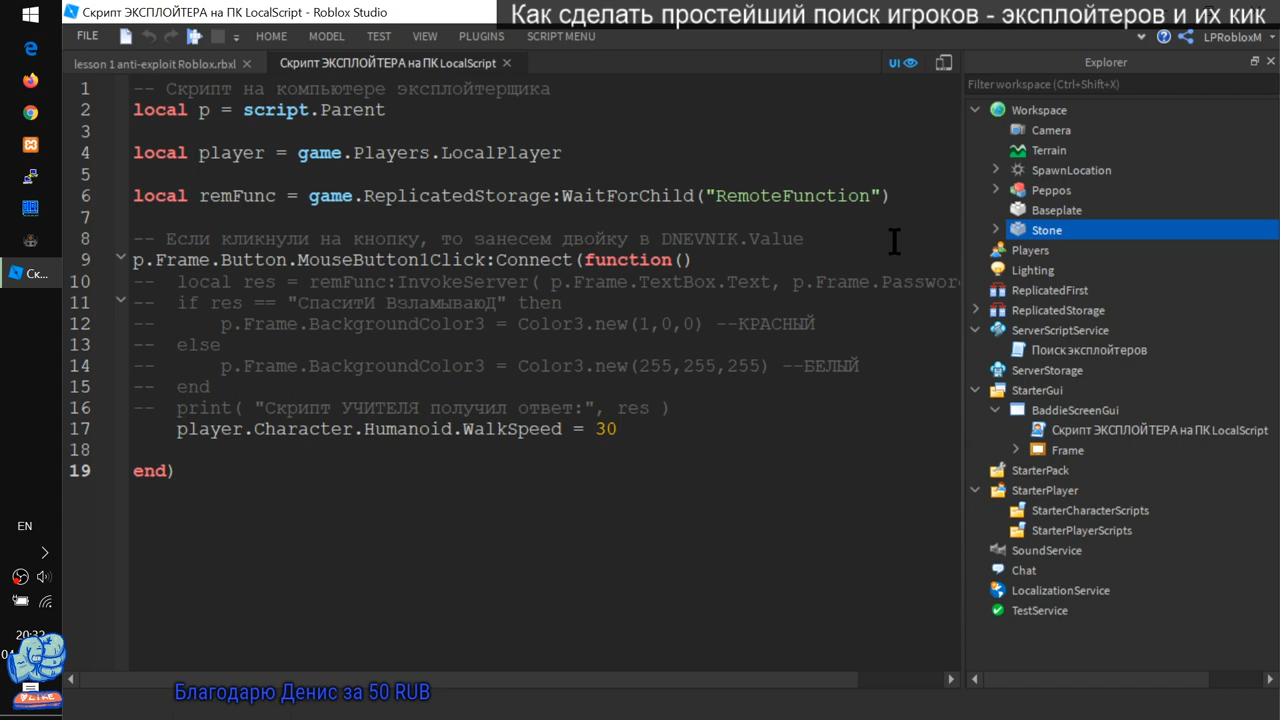 Скрипт ЭКСПЛОЙТЕРА на ПК LocalScript - Roblox Studio
Как сделать простейший поиск игроков - эксплойтеров и их кик
FILE
HOME
MODEL
TEST
VIEW
PLUGINS
SCRIPT MENU
LPRobloxM
lesson 1 anti-exploit Roblox.rbxl
Скрипт ЭКСПЛОЙТЕРА на ПК LocalScript
UI
Explorer
Filter workspace (Ctrl+Shift+X)
1 -- Скрипт на компьютере эксплойтерщика
2 local p = script.Parent
3
4 local player = game.Players.LocalPlayer
5
6 local remFunc = game.ReplicatedStorage:WaitForChild("RemoteFunction")
7
8 -- Если кликнули на кнопку, то занесем двойку в DNEVNIK.Value
9 p.Frame.Button.MouseButton1Click:Connect(function()
10 -- local res = remFunc:InvokeServer( p.Frame.TextBox.Text, p.Frame.Passwor
11 -- if res == "СпаситИ ВзламываюД" then
12 -- p.Frame.BackgroundColor3 = Color3.new(1,0,0) --КРАСНЫЙ
13 -- else
14 -- p.Frame.BackgroundColor3 = Color3.new(255,255,255) --БЕЛЫЙ
15 -- end
16 -- print( "Скрипт УЧИТЕЛЯ получил ответ:", res )
17 player.Character.Humanoid.WalkSpeed = 30
18
19 end)
Workspace
Camera
Terrain
SpawnLocation
Peppos
Baseplate
Stone
Players
Lighting
ReplicatedFirst
ReplicatedStorage
ServerScriptService
Поиск эксплойтеров
ServerStorage
StarterGui
BaddieScreenGui
Скрипт ЭКСПЛОЙТЕРА на ПК LocalScript
Frame
StarterPack
StarterPlayer
StarterCharacterScripts
StarterPlayerScripts
SoundService
Chat
LocalizationService
TestService
Ск...
EN
20:32
LIKE
Благодарю Денис за 50 RUB